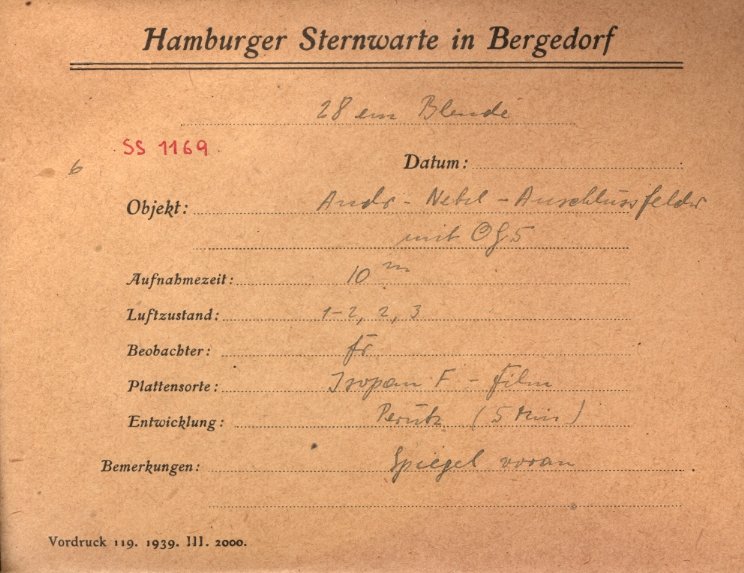 Hamburger Sternwarte in Bergedorf
28 cm Blende
SS 1169
6
Datum:
Objekt: Andr - Nebel - Anschlussfelder
mit OG5
Aufnahmezeit: 10 m
Luftzustand: 1-2, 2, 3
Beobachter: fr
Plattensorte: Isopan F - Film
Entwicklung: Perutz (5 Min)
Bemerkungen: Spiegel voran
Vordruck 119. 1939. III. 2000.